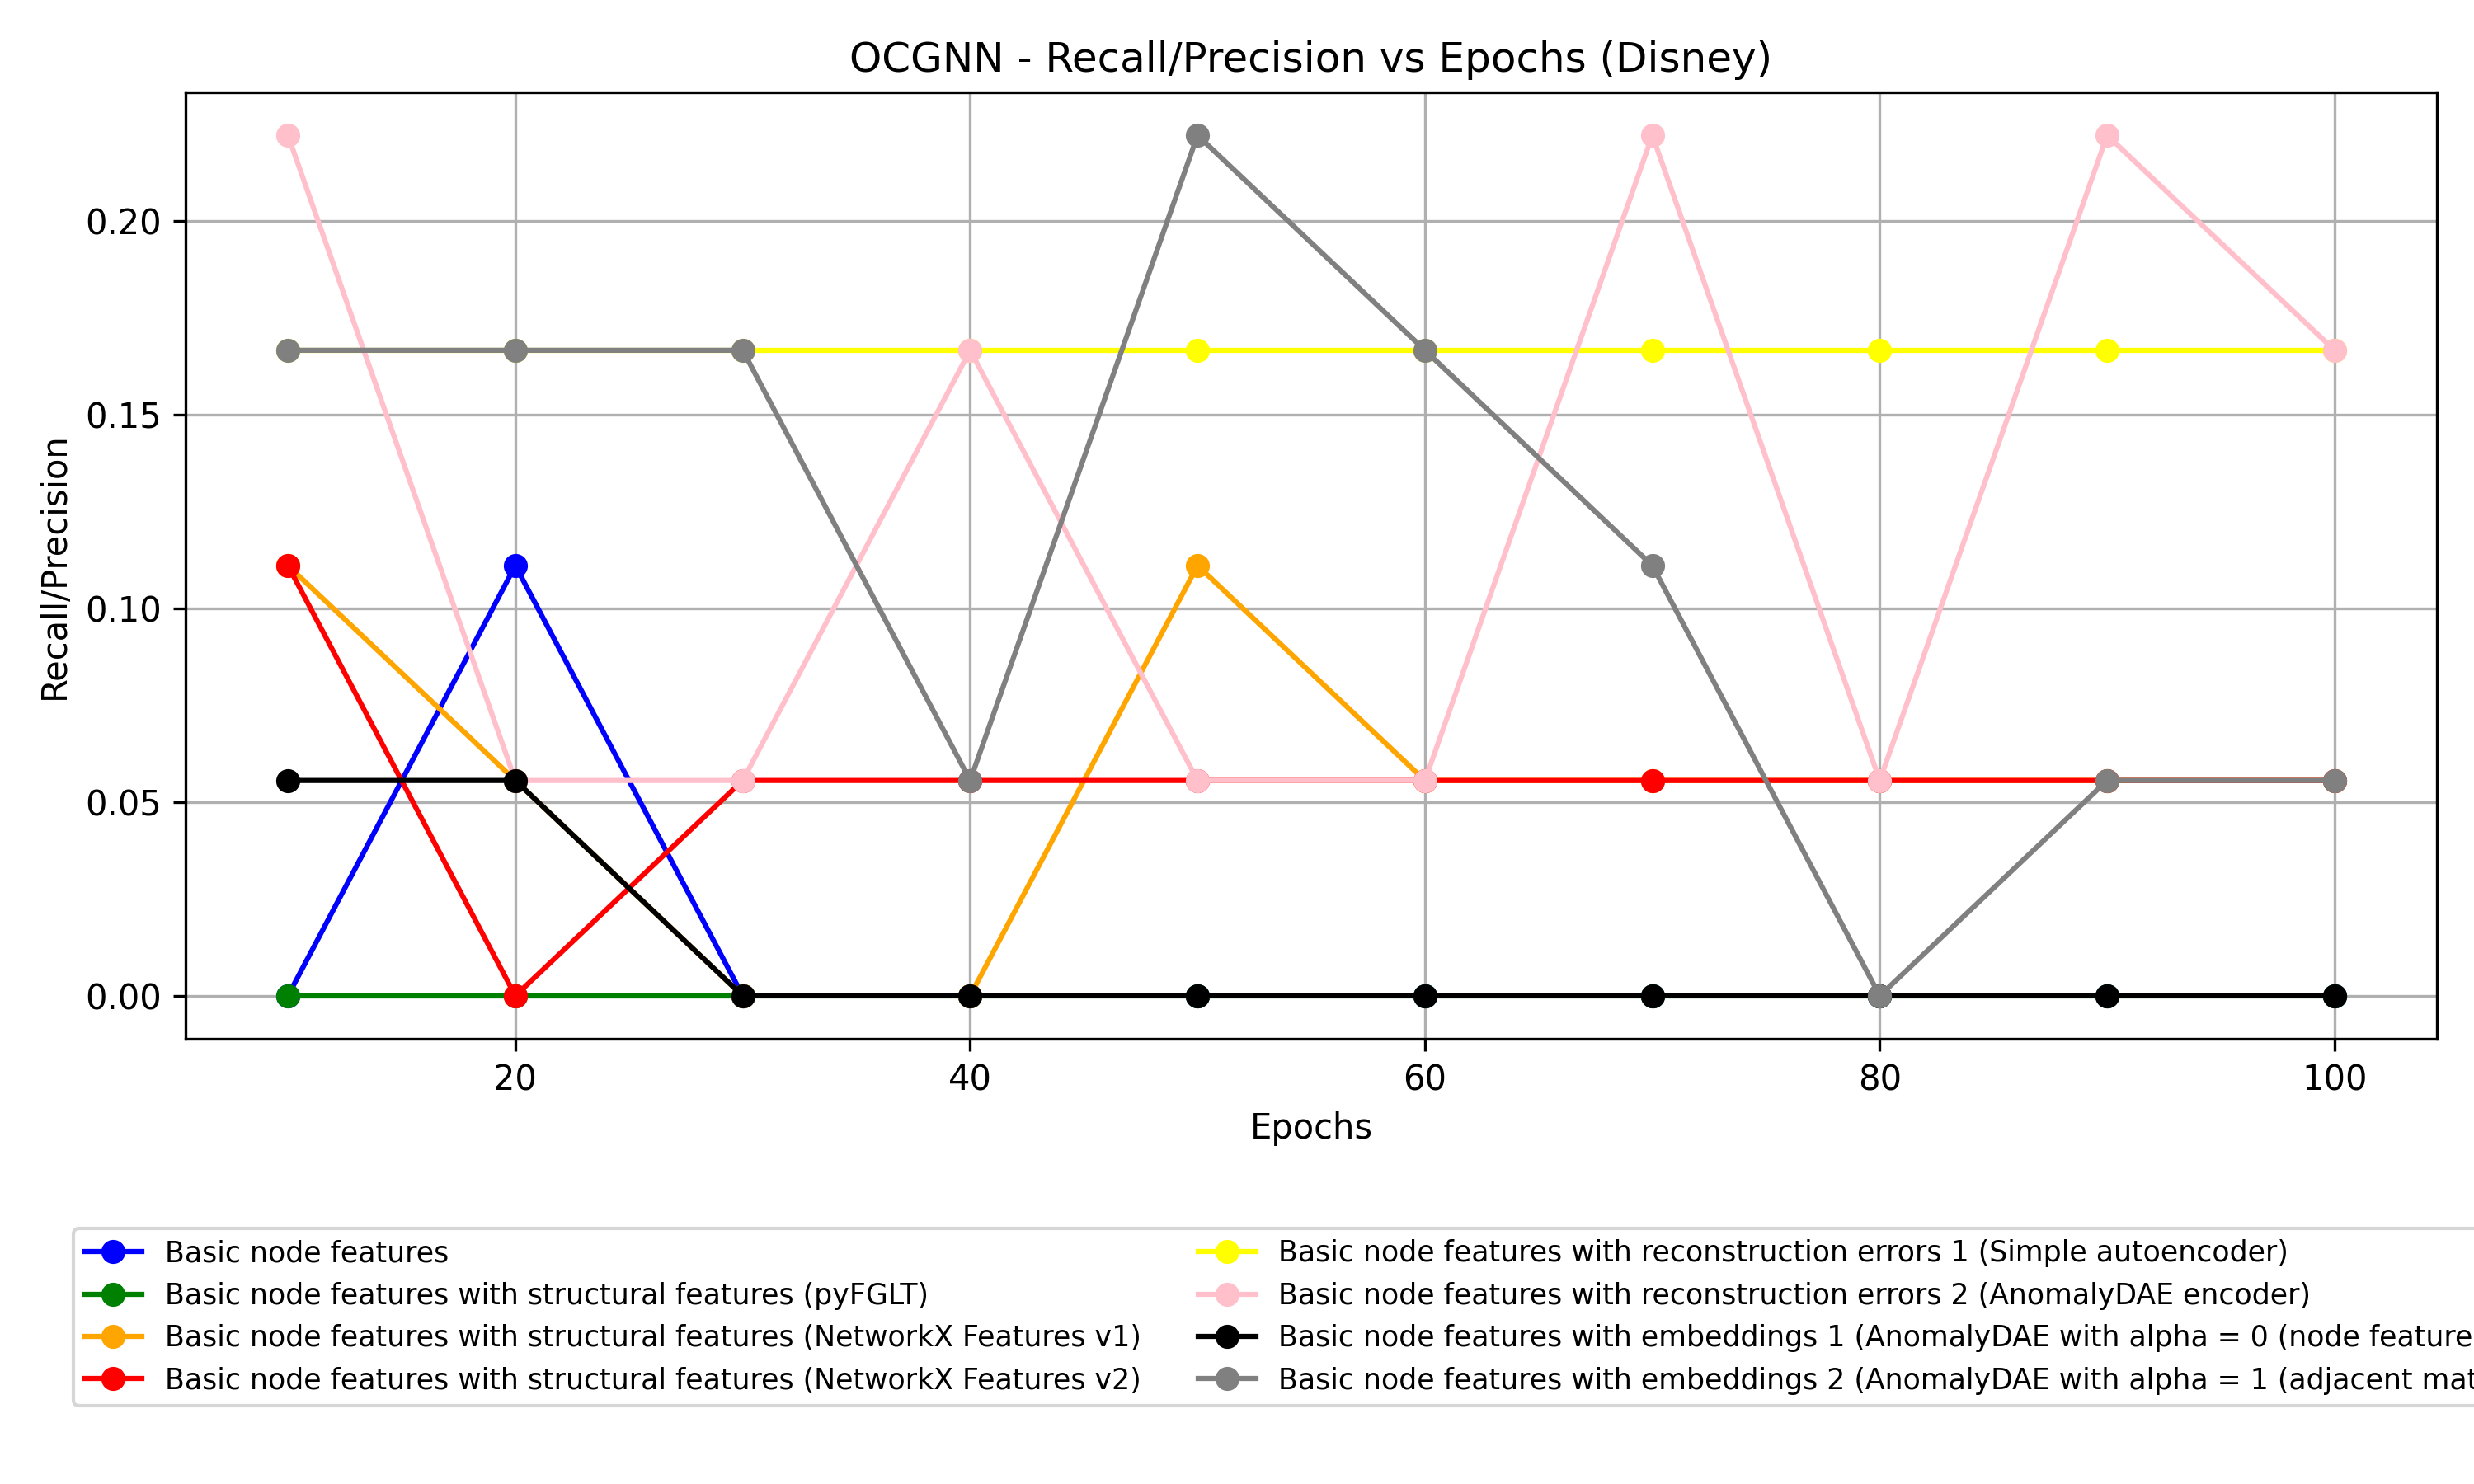 OCGNN - Recall/Precision vs Epochs (Disney)
0.20
0.15
0.10
0.05
0.00
Recall/Precision
20 40 60 80 100
Epochs
Basic node features
Basic node features with structural features (pyFGLT)
Basic node features with structural features (NetworkX Features v1)
Basic node features with structural features (NetworkX Features v2)
Basic node features with reconstruction errors 1 (Simple autoencoder)
Basic node features with reconstruction errors 2 (AnomalyDAE encoder)
Basic node features with embeddings 1 (AnomalyDAE with alpha = 0 (node feature
Basic node features with embeddings 2 (AnomalyDAE with alpha = 1 (adjacent mat